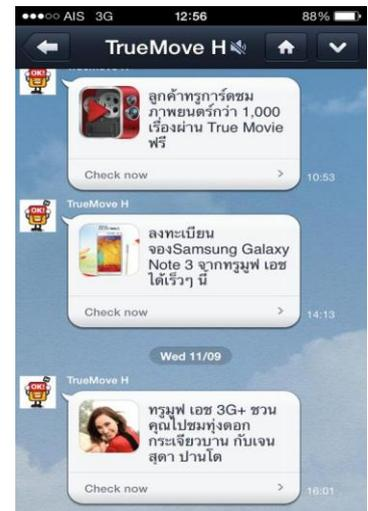 AIS 3G 12:56 88%
TrueMove H
OK!
ลูกค้าทรูการ์ดชม
ภาพยนตร์กว่า 1,000
เรื่องผ่าน True Movie
ฟรี
Check now
10:53
OK!
TrueMove H
ลงทะเบียน
จองSamsung Galaxy
Note 3 จากทรูมูฟ เอช
ได้เร็วๆ นี้
Check now
14:13
Wed 11/09
OK!
TrueMove H
ทรูมูฟ เอช 3G+ ชวน
คุณไปชมทุ่งดอก
กระเจียวบาน กับเจน
สุดา ปานโต
Check now
16:01